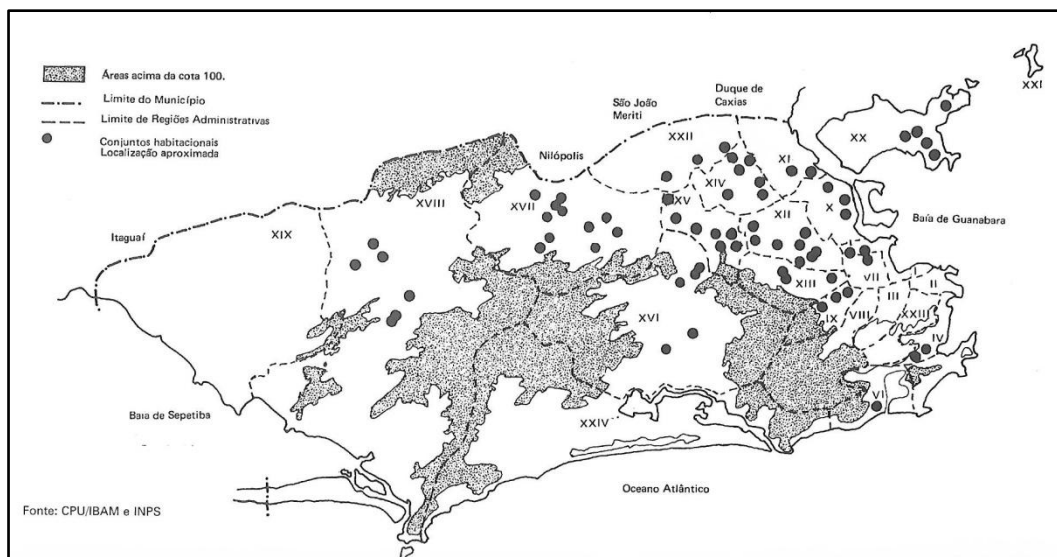 Áreas acima da cota 100.
Limite do Município
Limite de Regiões Administrativas
Conjuntos habitacionais
Localização aproximada
São João
Meriti
Duque de
Caxias
Nilópolis
Itaguaí
XXI
XX
XXII
XI
XIV
XVIII
XVII
XV
X
XII
Baía de Guanabara
XIX
VII
XIII
II
III
IX
VIII
XXIII
XVI
IV
VI
Baia de Sepetiba
XXIV
Oceano Atlântico
Fonte: CPU/IBAM e INPS